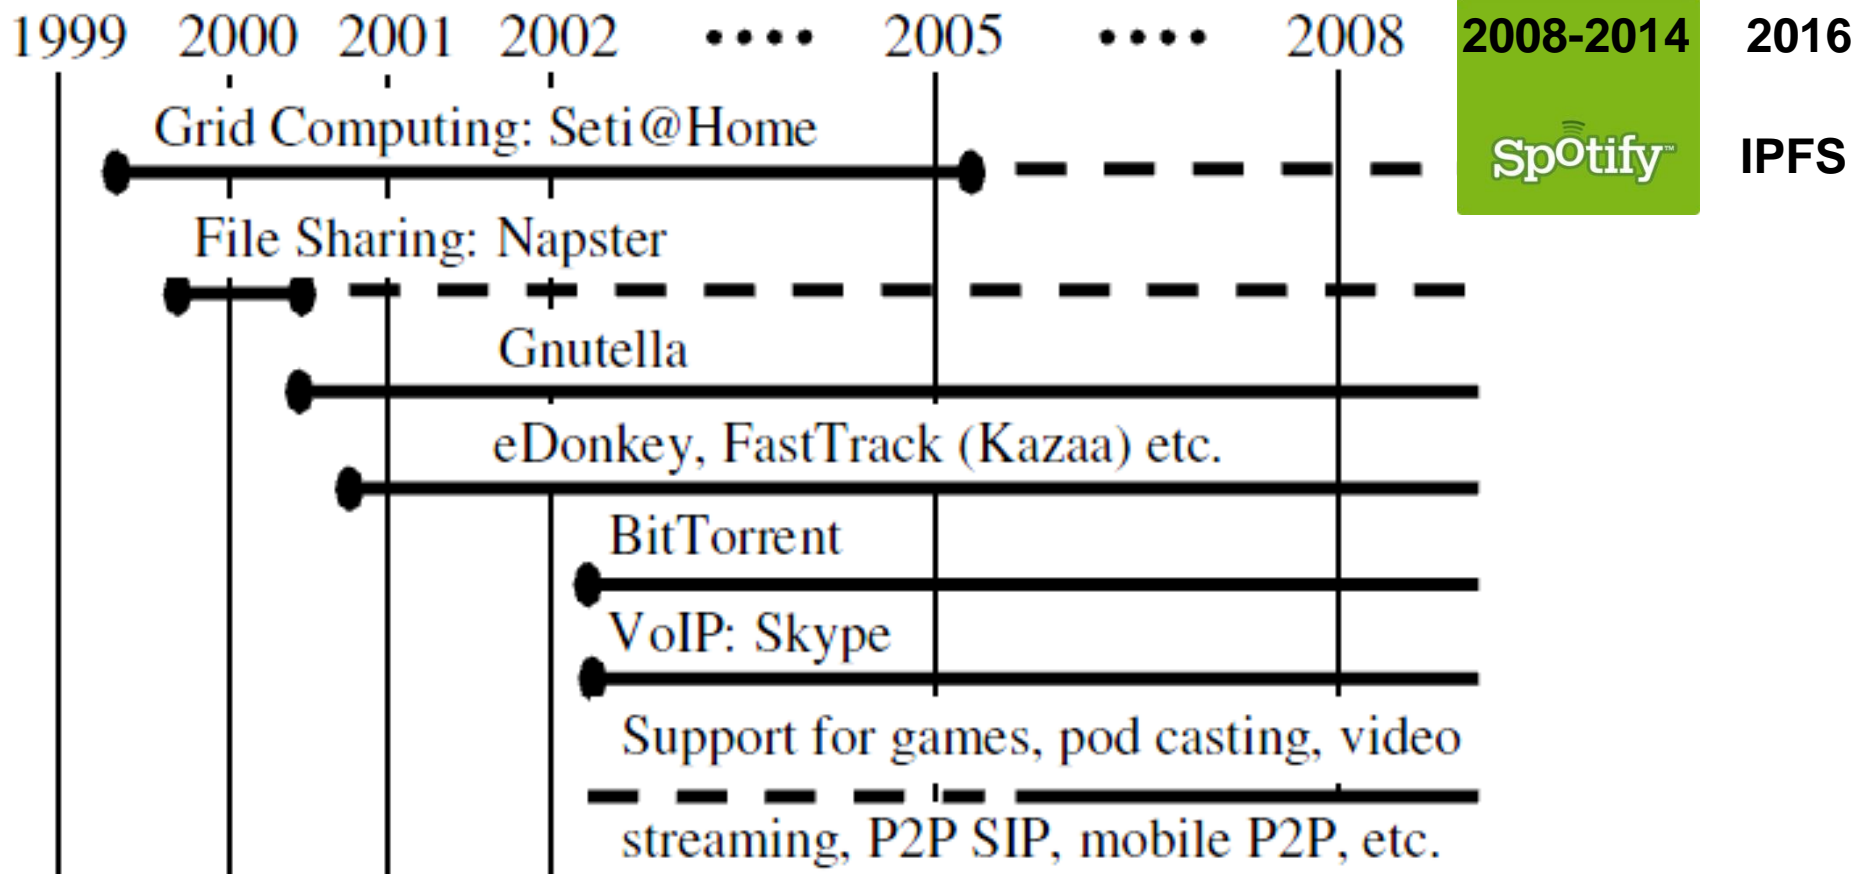 1999 2000 2001 2002 •••• 2005 •••• 2008 2008-2014 2016
Grid Computing: Seti@Home
Spotify™ IPFS
File Sharing: Napster
Gnutella
eDonkey, FastTrack (Kazaa) etc.
BitTorrent
VoIP: Skype
Support for games, pod casting, video
streaming, P2P SIP, mobile P2P, etc.